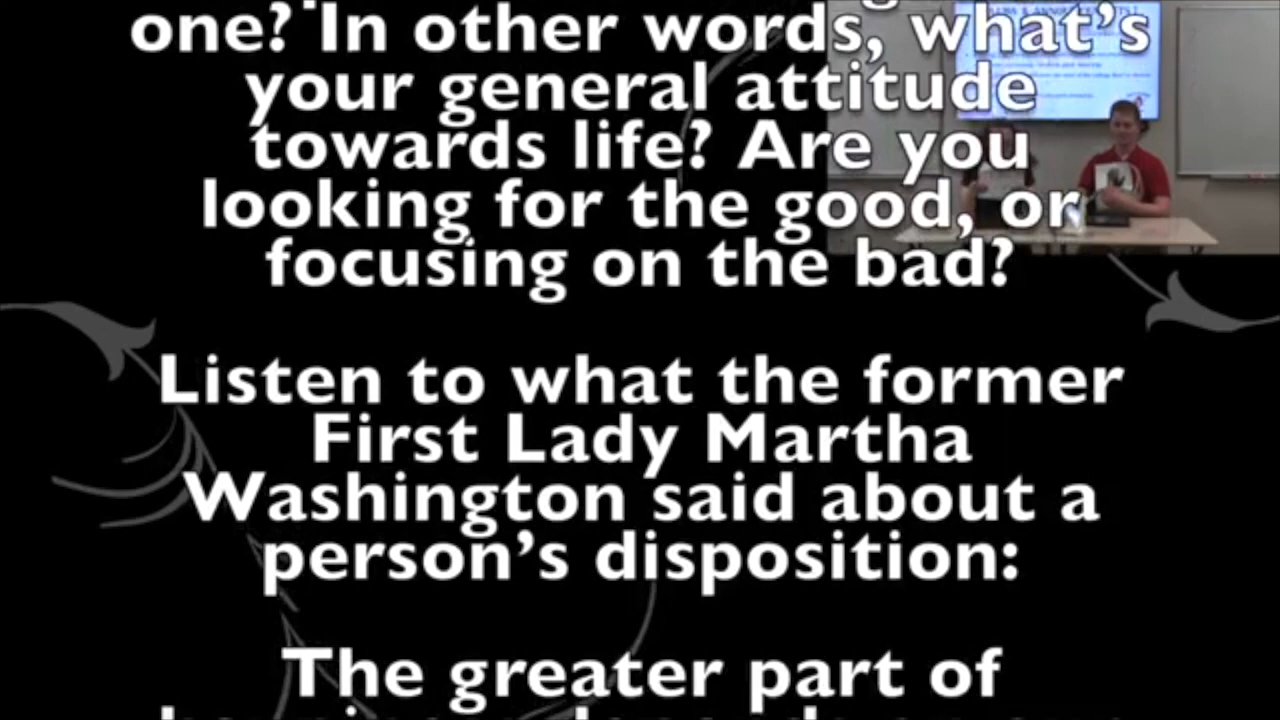 one? In other words, what's
your general attitude
towards life? Are you
looking for the good, or
focusing on the bad?
Listen to what the former
First Lady Martha
Washington said about a
person's disposition:
The greater part of